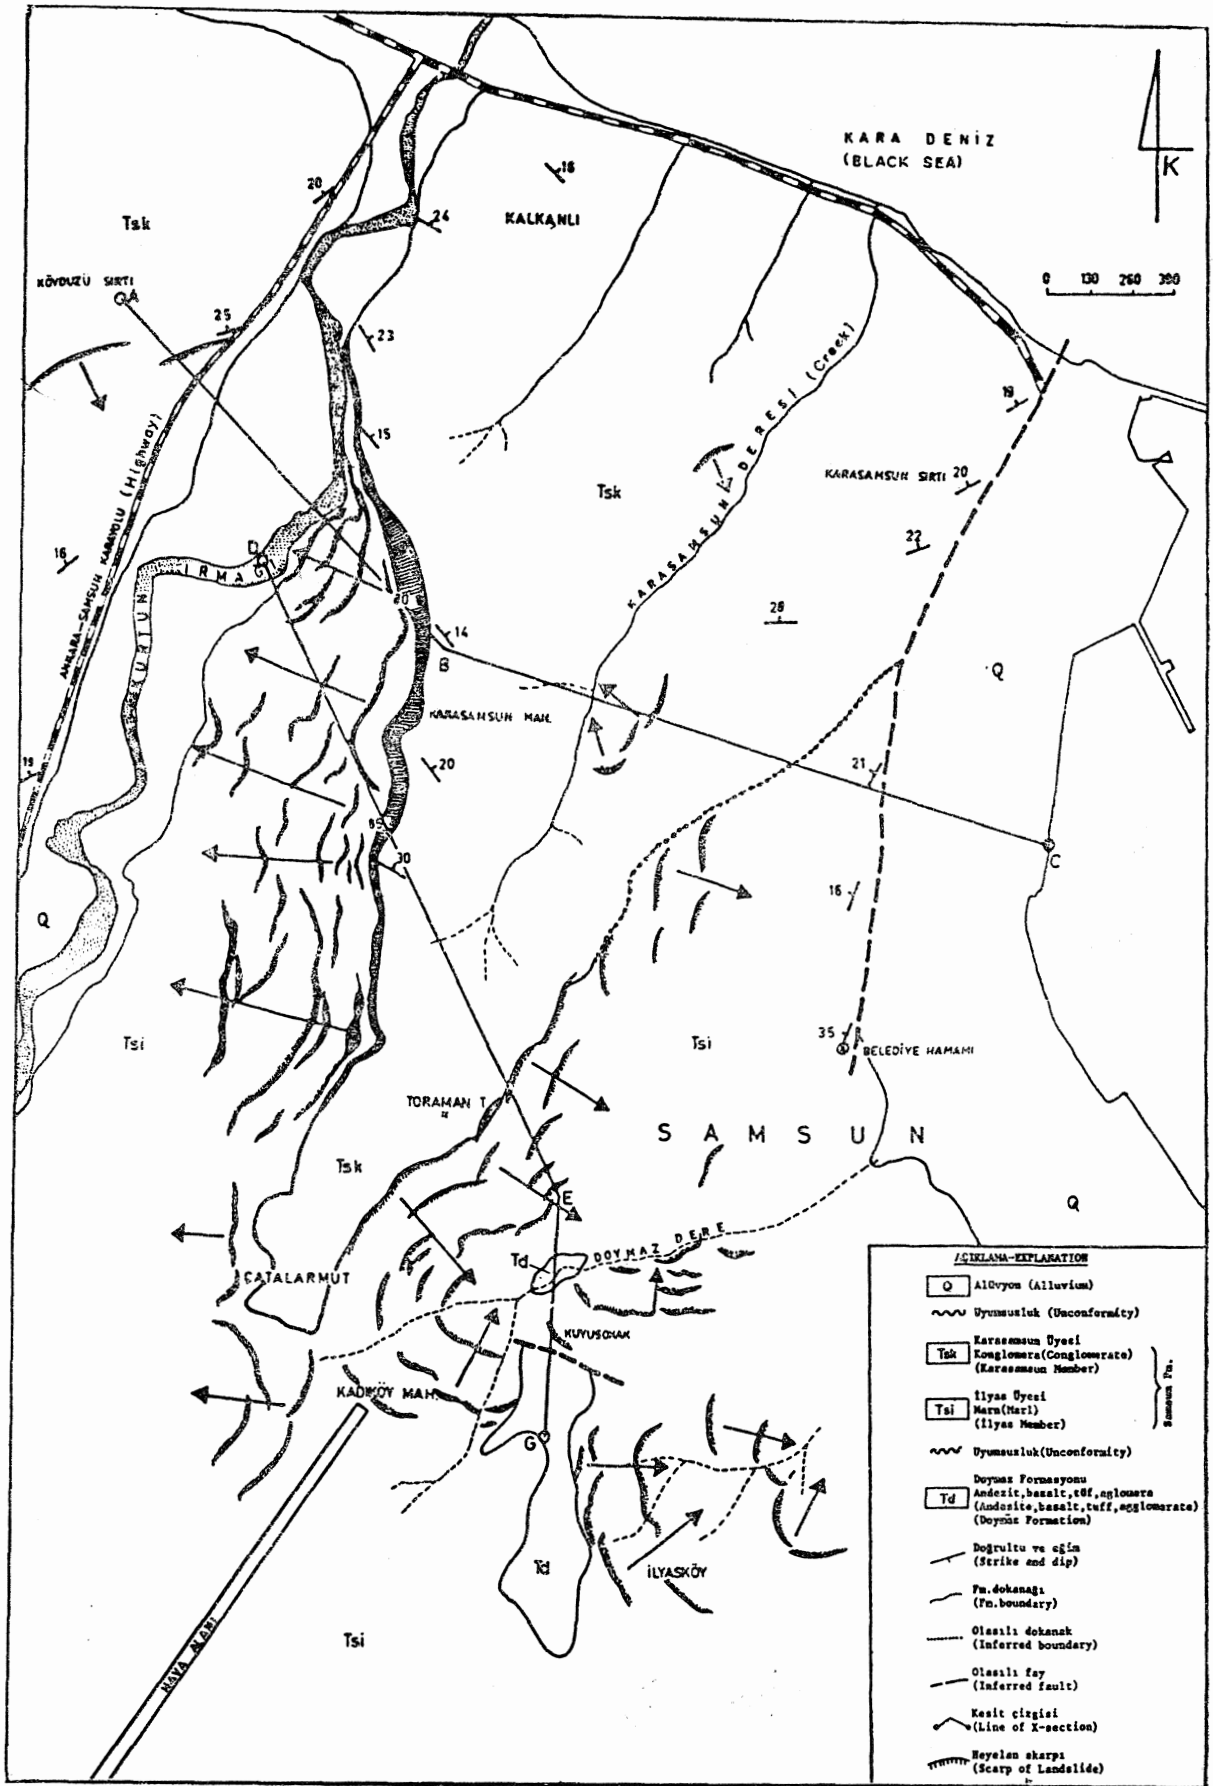 KARA DENİZ
(BLACK SEA)
K
0 130 260 390
18
20
24
KALKANLI
Tsk
KÖYDÜZÜ SIRTI
A
25
23
15
19
KARASAMSUN SIRTI
20
22
Tsk
KARASAMSUN DERESİ (Creek)
ANKARA-SAMSUN KARAYOLU (Highway)
16
D
KURTUN IRMAĞI
20
14
B
26
Q
KARASAMSUN MAH.
20
21
19
C
30
16
Q
Tsi
Tsi
35
BELEDİYE HAMAMI
TORAMAN T.
SAMSUN
Tsk
E
Q
Td
DOYMAZ DERE
ÇATALARMUT
KUYUSOKAK
KADIKÖY MAH.
G
Td
İLYASKÖY
HAVA ALANI
Tsi
AÇIKLAMA-EXPLANATION
Q Alüvyon (Alluvium)
Uyumsuzluk (Unconformity)
Tsk Karasamsun Üyesi
Konglomera(Conglomerate)
(Karasamsun Member)
Samsun Fm.
Tsi İlyas Üyesi
Marn(Marl)
(İlyas Member)
Uyumsuzluk(Unconformity)
Td Doymaz Formasyonu
Andezit,bazalt,tüf,aglomera
(Andesite,basalt,tuff,agglomerate)
(Doymaz Formation)
Doğrultu ve eğim
(Strike and dip)
Fm.dokanağı
(Fm.boundary)
Olasılı dokanak
(Inferred boundary)
Olasılı fay
(Inferred fault)
Kesit çizgisi
(Line of X-section)
Heyelan skarpı
(Scarp of Landslide)